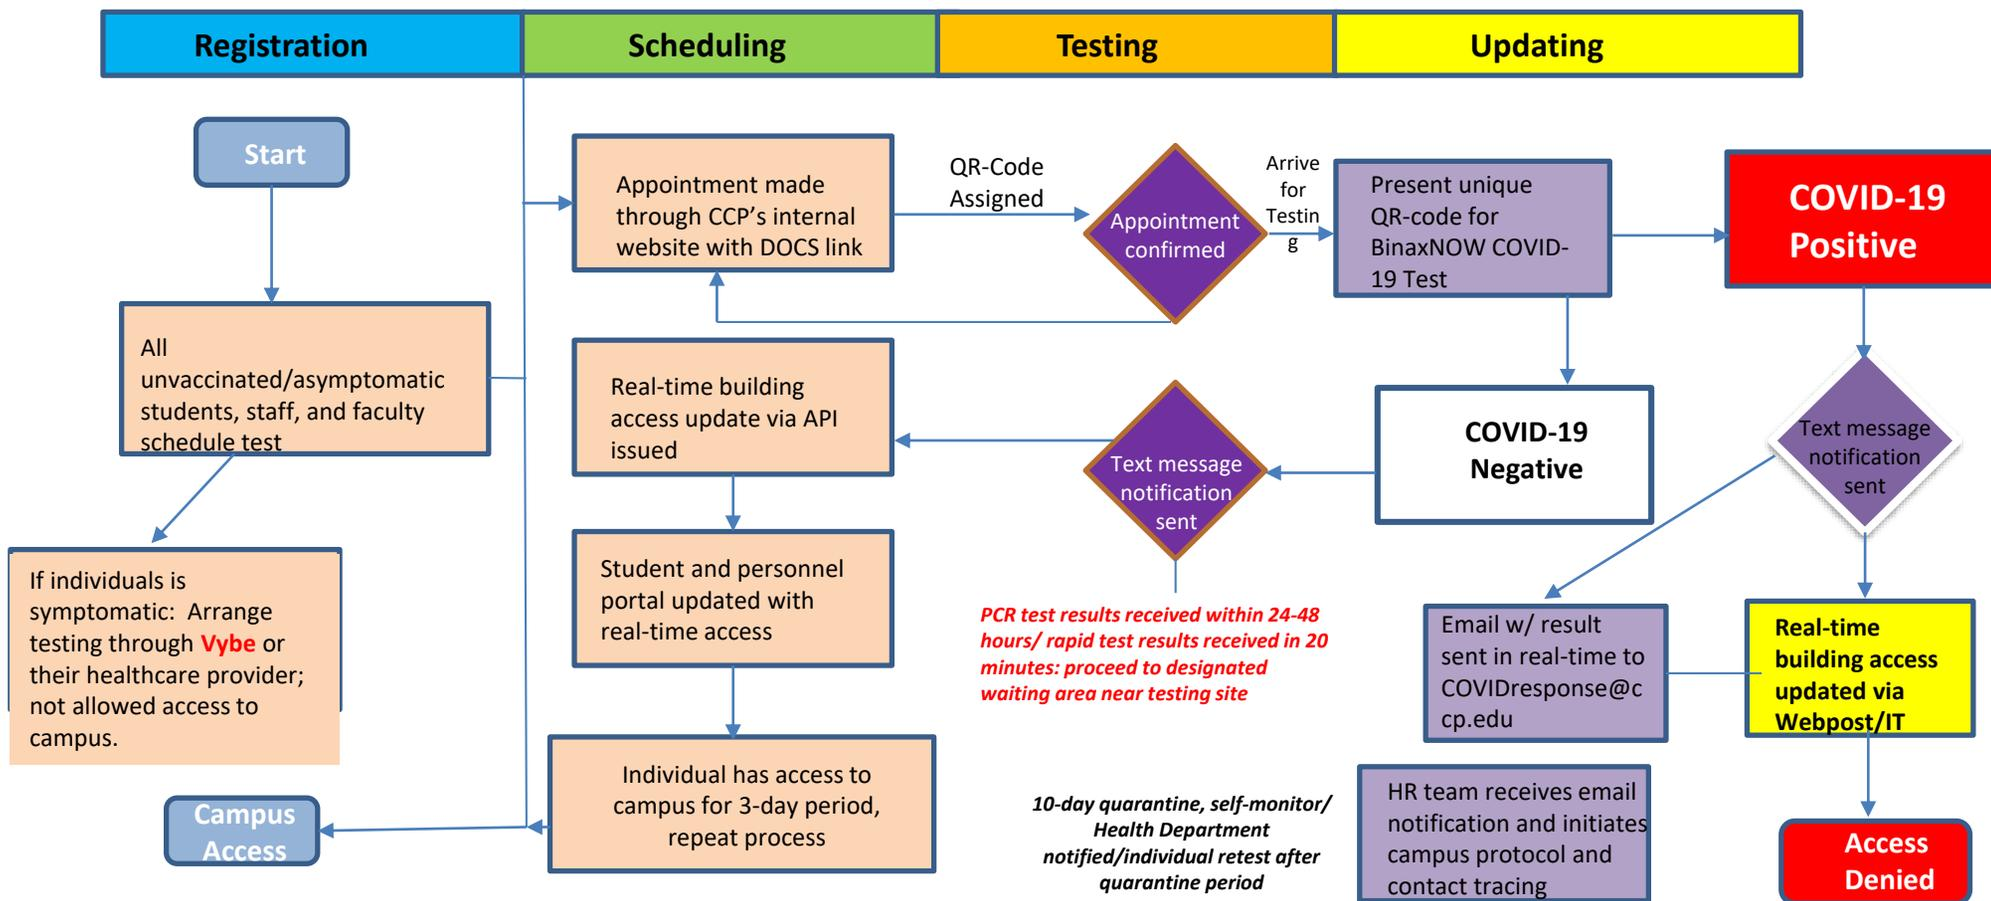 Registration
Scheduling
Testing
Updating
Start
All
unvaccinated/asymptomatic
students, staff, and faculty
schedule test
If individuals is
symptomatic:  Arrange
testing through Vybe or
their healthcare provider;
not allowed access to
campus.
Campus
Access
Appointment made
through CCP’s internal
website with DOCS link
QR-Code
Assigned
Appointment
confirmed
Arrive
for
Testin
g
Present unique
QR-code for
BinaxNOW COVID-
19 Test
COVID-19
Positive
Real-time building
access update via API
issued
Text message
notification
sent
COVID-19
Negative
Text message
notification
sent
Student and personnel
portal updated with
real-time access
PCR test results received within 24-48
hours/ rapid test results received in 20
minutes: proceed to designated
waiting area near testing site
Email w/ result
sent in real-time to
COVIDresponse@c
cp.edu
Real-time
building access
updated via
Webpost/IT
Individual has access to
campus for 3-day period,
repeat process
10-day quarantine, self-monitor/
Health Department
notified/individual retest after
quarantine period
HR team receives email
notification and initiates
campus protocol and
contact tracing
Access
Denied